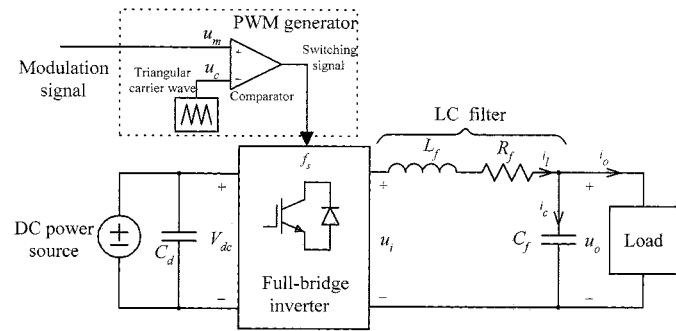 PWM generator
u_m
+
Switching
signal
Modulation
signal
Triangular
carrier wave
u_c
−
Comparator
LC filter
f_s
L_f
R_f
i_l
i_o
+
+
+
DC power
source
C_d
V_dc
u_i
i_c
C_f
u_o
Load
Full-bridge
inverter
−
−
−